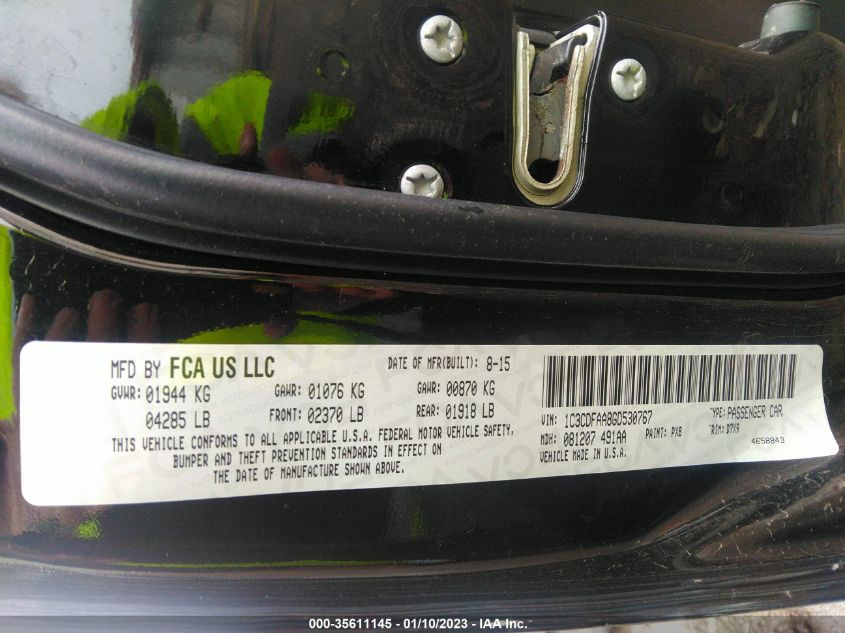 MFD BY FCA US LLC DATE OF MFR(BUILT): 8-15
GVWR: 01944 KG GAWR: 01076 KG GAWR: 00870 KG
04285 LB FRONT: 02370 LB REAR: 01918 LB
THIS VEHICLE CONFORMS TO ALL APPLICABLE U.S.A. FEDERAL MOTOR VEHICLE SAFETY,
BUMPER AND THEFT PREVENTION STANDARDS IN EFFECT ON
THE DATE OF MANUFACTURE SHOWN ABOVE.
VIN: 1C3CDFAA8GD530767 TYPE: PASSENGER CAR
MDH: 081207 491AA PAINT: PX8 TRIM: D7X9
VEHICLE MADE IN U.S.A. 4658843
000-35611145 — 01/10/2023 — IAA Inc.